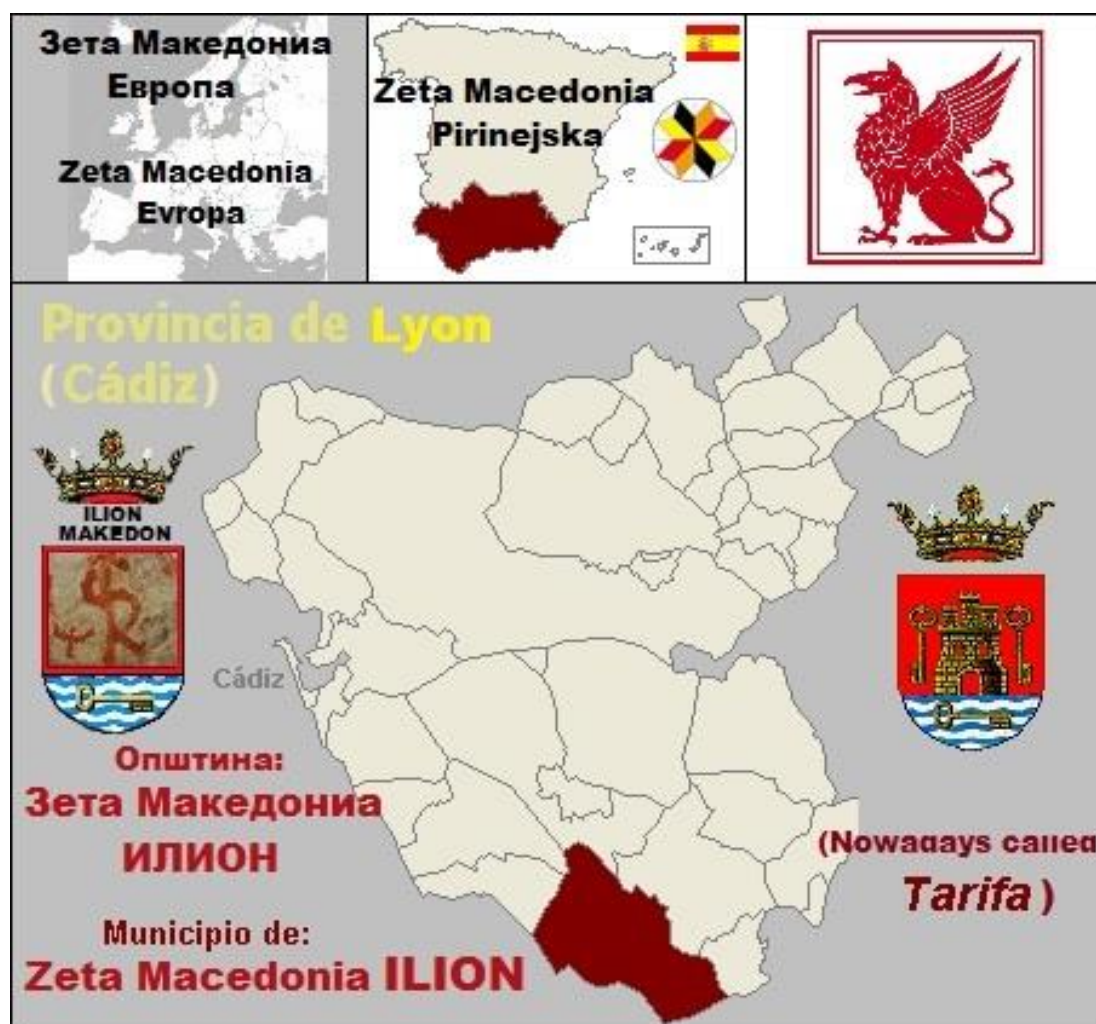 Зета Македониа
Европа
Zeta Macedonia
Evropa
Zeta Macedonia
Pirinejska
Provincia de Lyon
(Cádiz)
ILION
MAKEDON
Cádiz
Општина:
Зета Македониа
ИЛИОН
(Nowadays called
Tarifa)
Municipio de:
Zeta Macedonia ILION